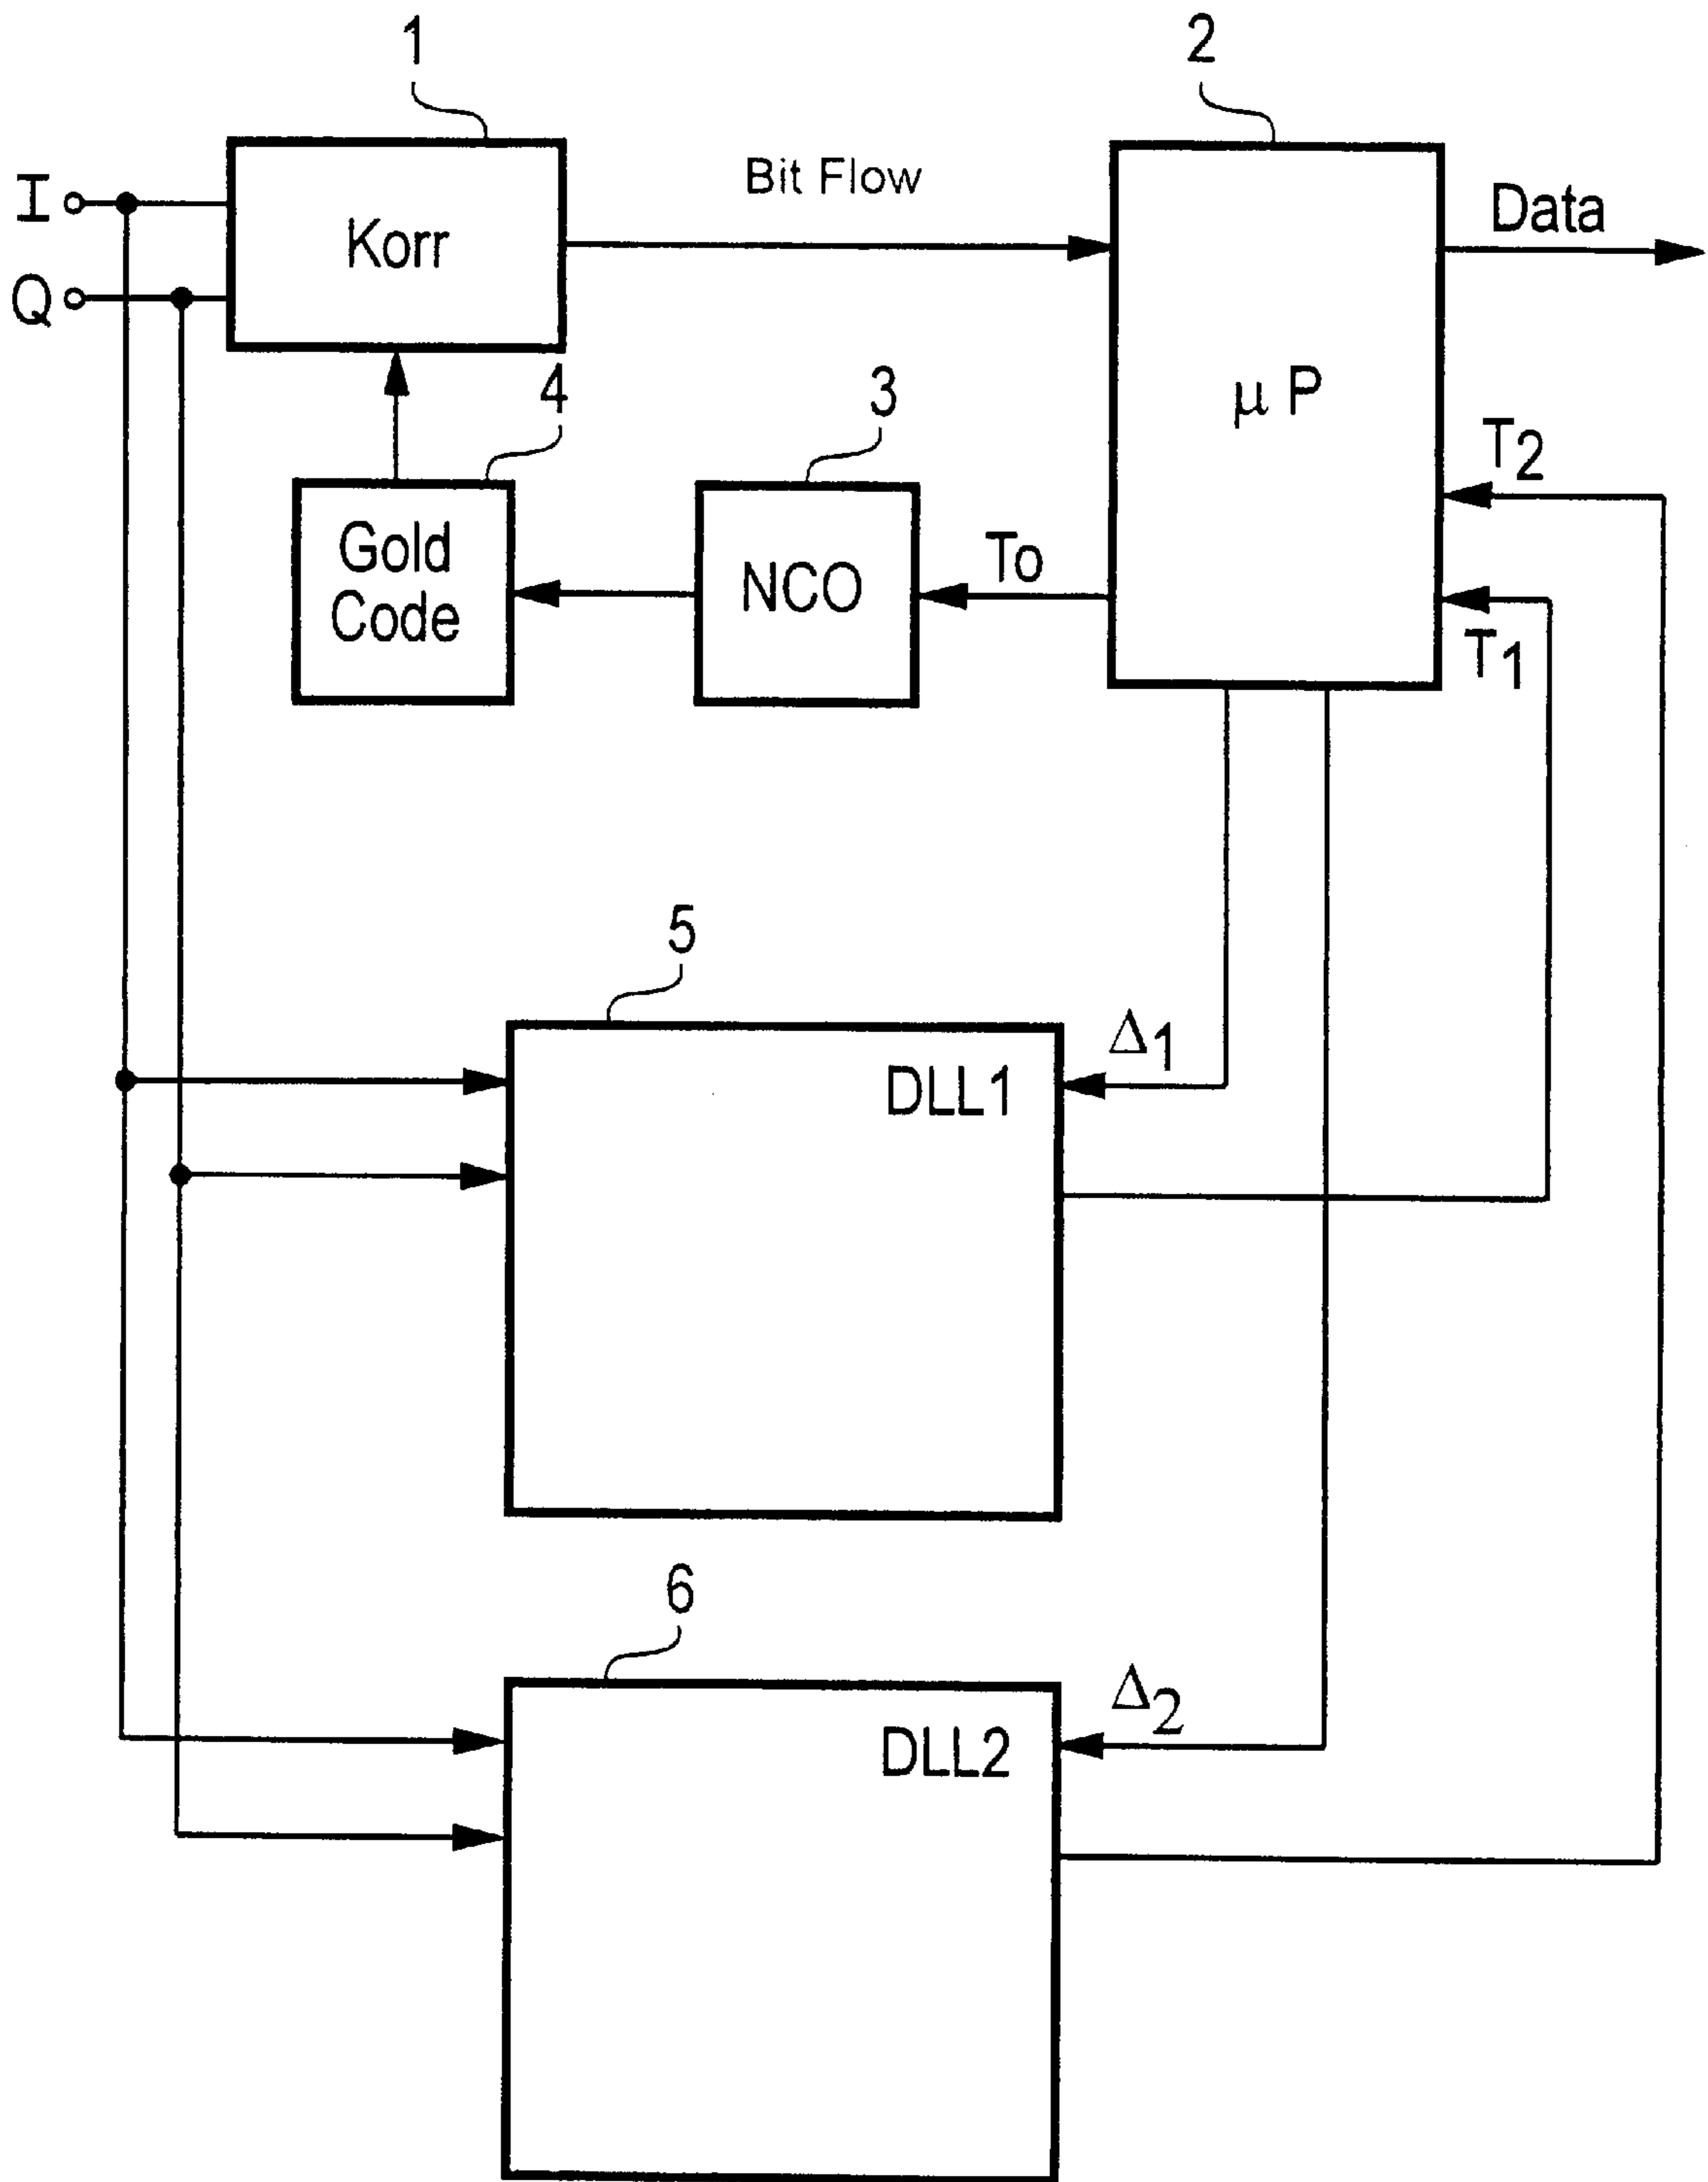 1
2
I
Korr
Bit Flow
Data
Q
4
3
μ P
T2
Gold
Code
NCO
To
T1
5
Δ1
DLL1
6
Δ2
DLL2